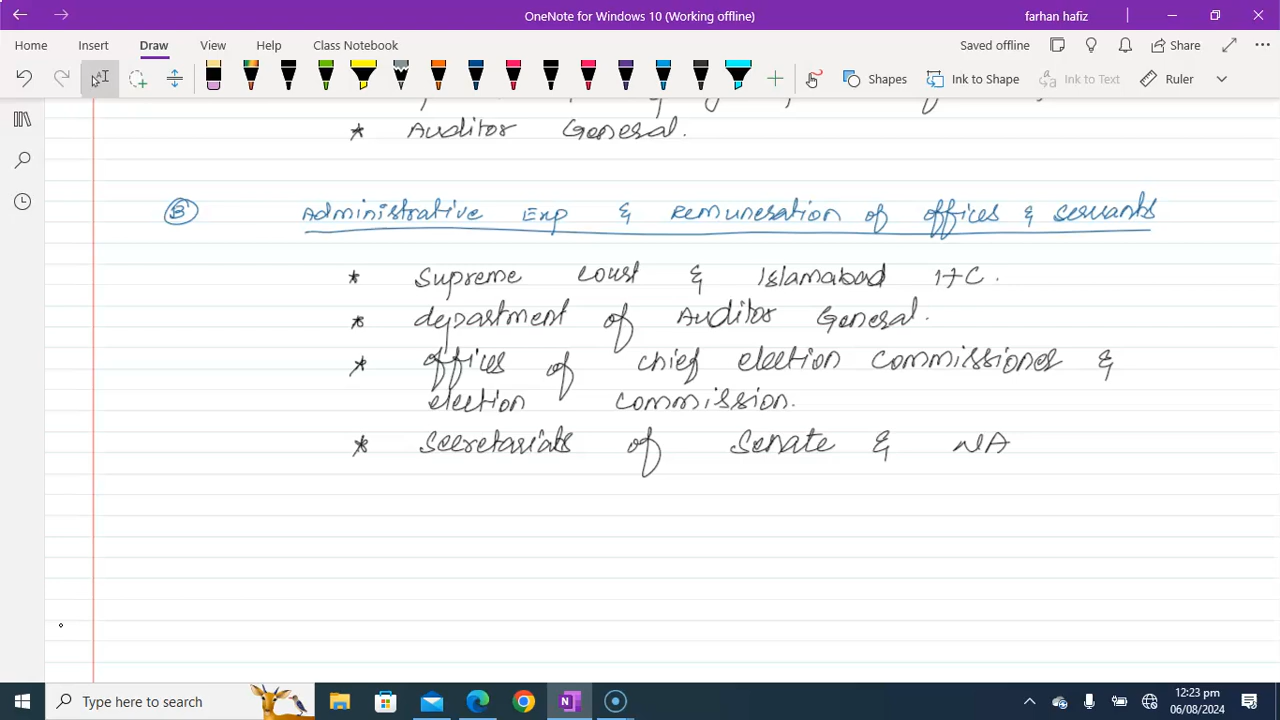 OneNote for Windows 10 (Working offline)
farhan hafiz
Home Insert Draw View Help Class Notebook
Saved offline
Share
Shapes
Ink to Shape
Ink to Text
Ruler
* Auditor General.
B Administrative Exp & Remuneration of offices & servants
* Supreme Court & Islamabad H C.
* department of Auditor General.
* offices of chief election commissioner &
election commission.
* Secretariats of Senate & NA
Type here to search
12:23 pm
06/08/2024